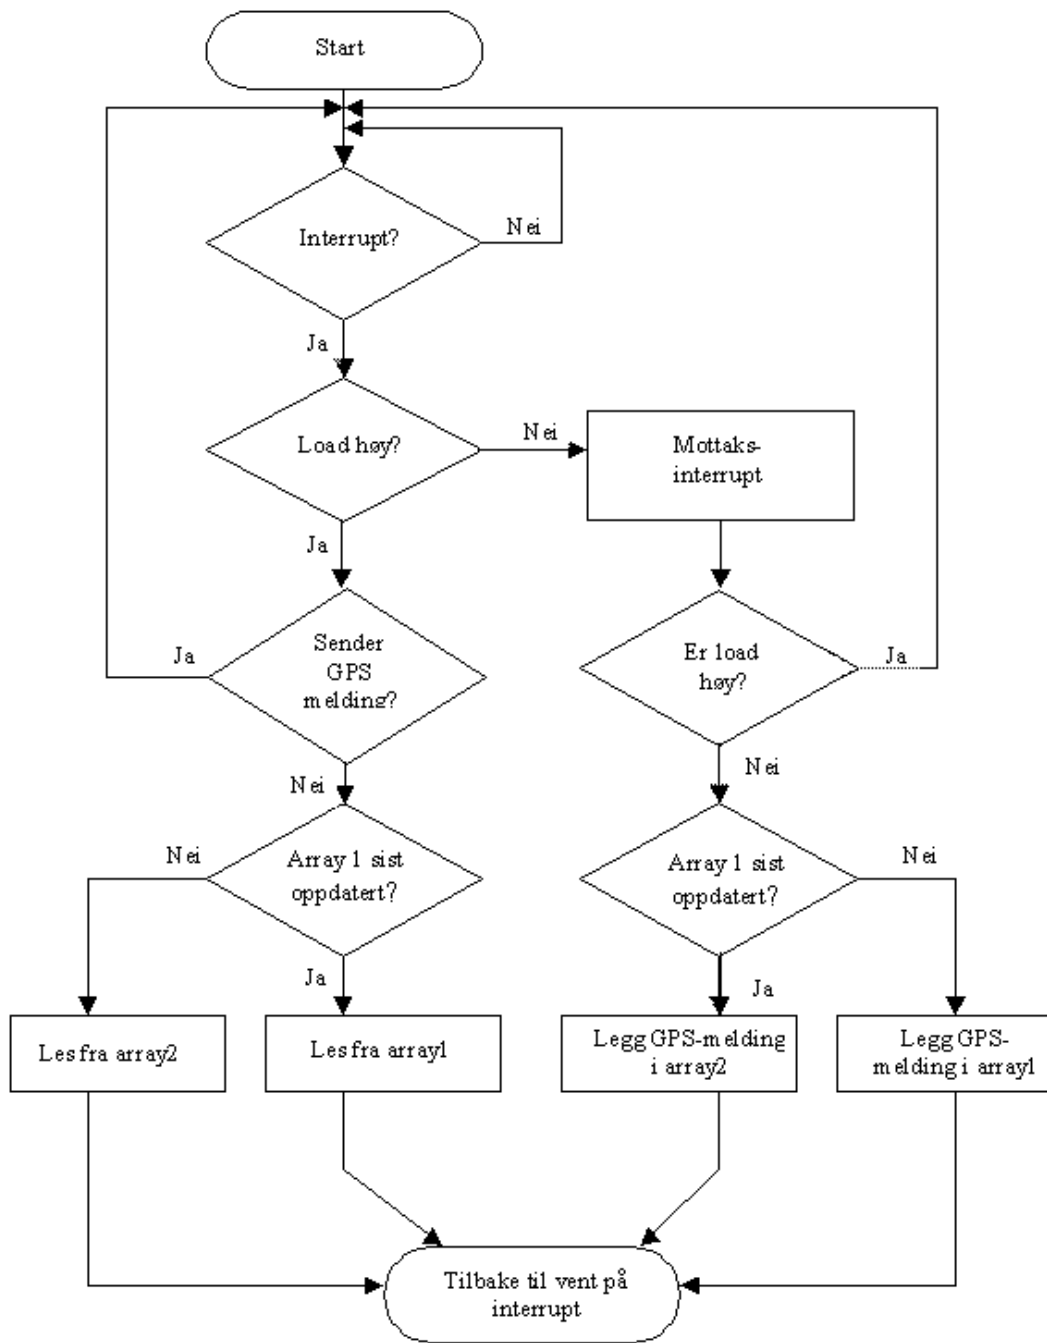 Start
Interrupt?
Nei
Ja
Load høy?
Nei
Mottaks-
interrupt
Ja
Sender
GPS
melding?
Ja
Er load
høy?
Ja
Nei
Nei
Array 1 sist
oppdatert?
Nei
Array 1 sist
oppdatert?
Nei
Ja
Ja
Les fra array2
Les fra array1
Legg GPS-melding
i array2
Legg GPS-
melding i array1
Tilbake til vent på
interrupt